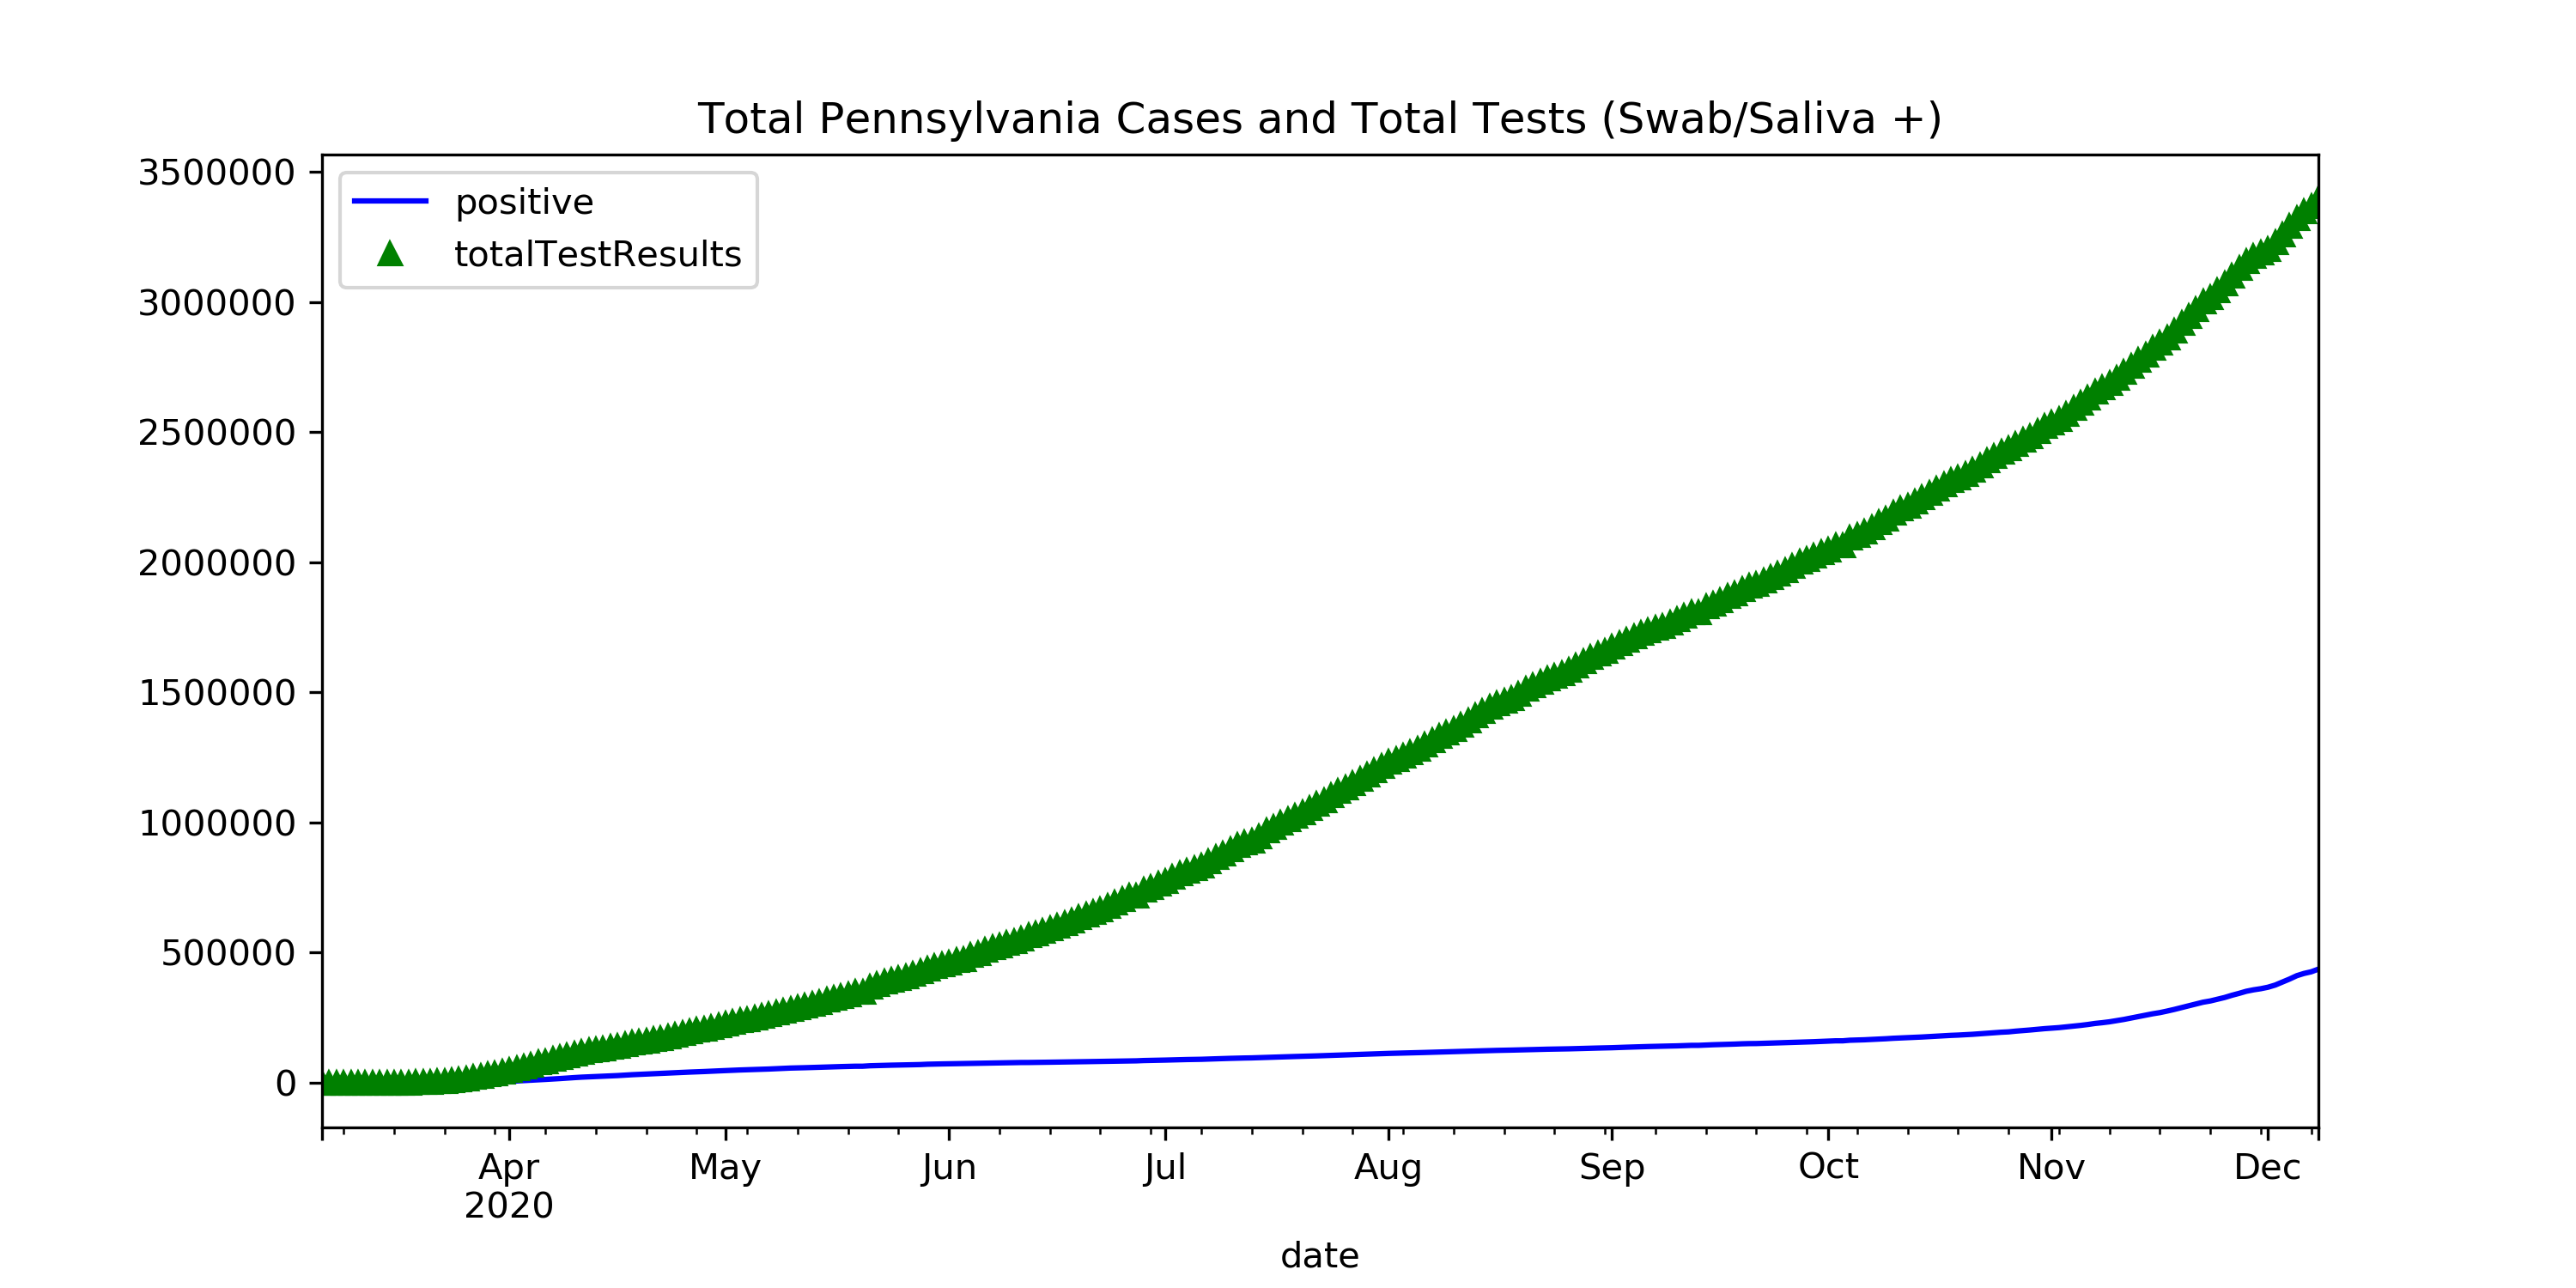 Total Pennsylvania Cases and Total Tests (Swab/Saliva +)
positive
totalTestResults
3500000
3000000
2500000
2000000
1500000
1000000
500000
0
Apr May Jun Jul Aug Sep Oct Nov Dec
2020
date